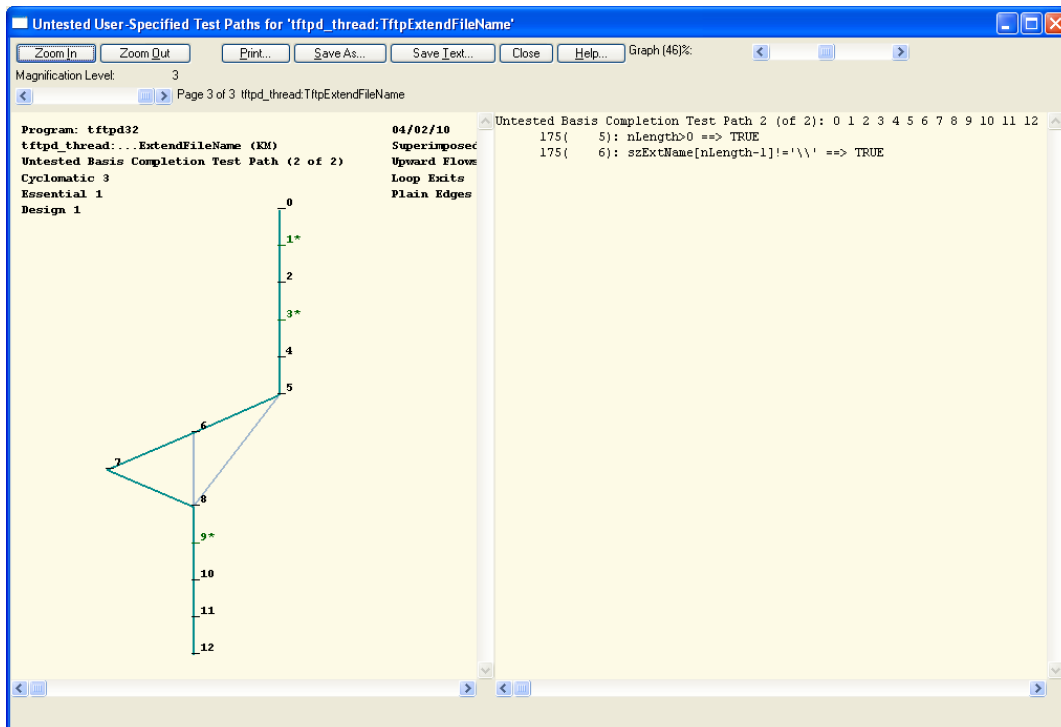 Untested User-Specified Test Paths for 'tftpd_thread:TftpExtendFileName'
Zoom In Zoom Out Print... Save As... Save Text... Close Help... Graph (46)%:
Magnification Level: 3
Page 3 of 3 tftpd_thread:TftpExtendFileName
Program: tftpd32 04/02/10
tftpd_thread:...ExtendFileName (KM) Superimposed
Untested Basis Completion Test Path (2 of 2) Upward Flows
Cyclomatic 3 Loop Exits
Essential 1 Plain Edges
Design 1
0
1*
2
3*
4
5
6
7
8
9*
10
11
12
Untested Basis Completion Test Path 2 (of 2): 0 1 2 3 4 5 6 7 8 9 10 11 12
175( 5): nLength>0 ==> TRUE
175( 6): szExtName[nLength-1]!='\\' ==> TRUE